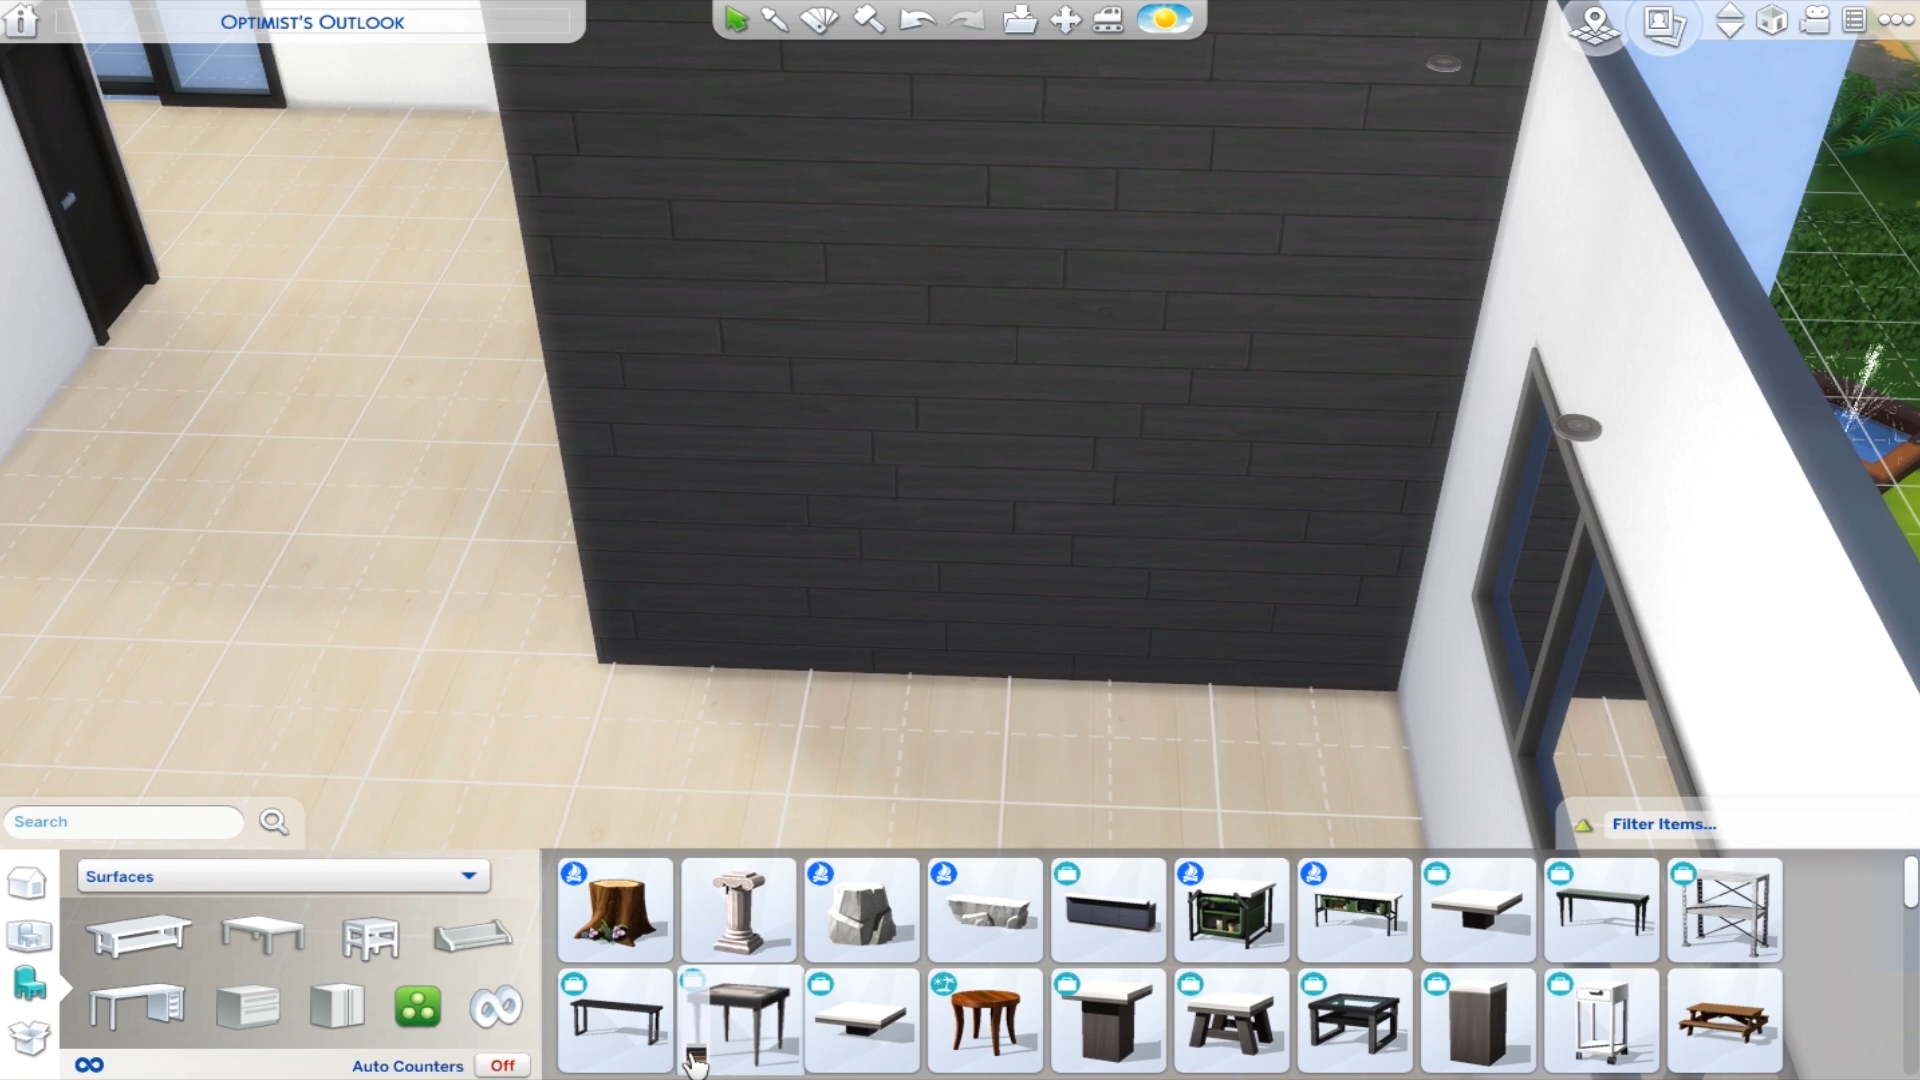 OPTIMIST'S OUTLOOK
Search
Filter Items...
Surfaces
Auto Counters Off